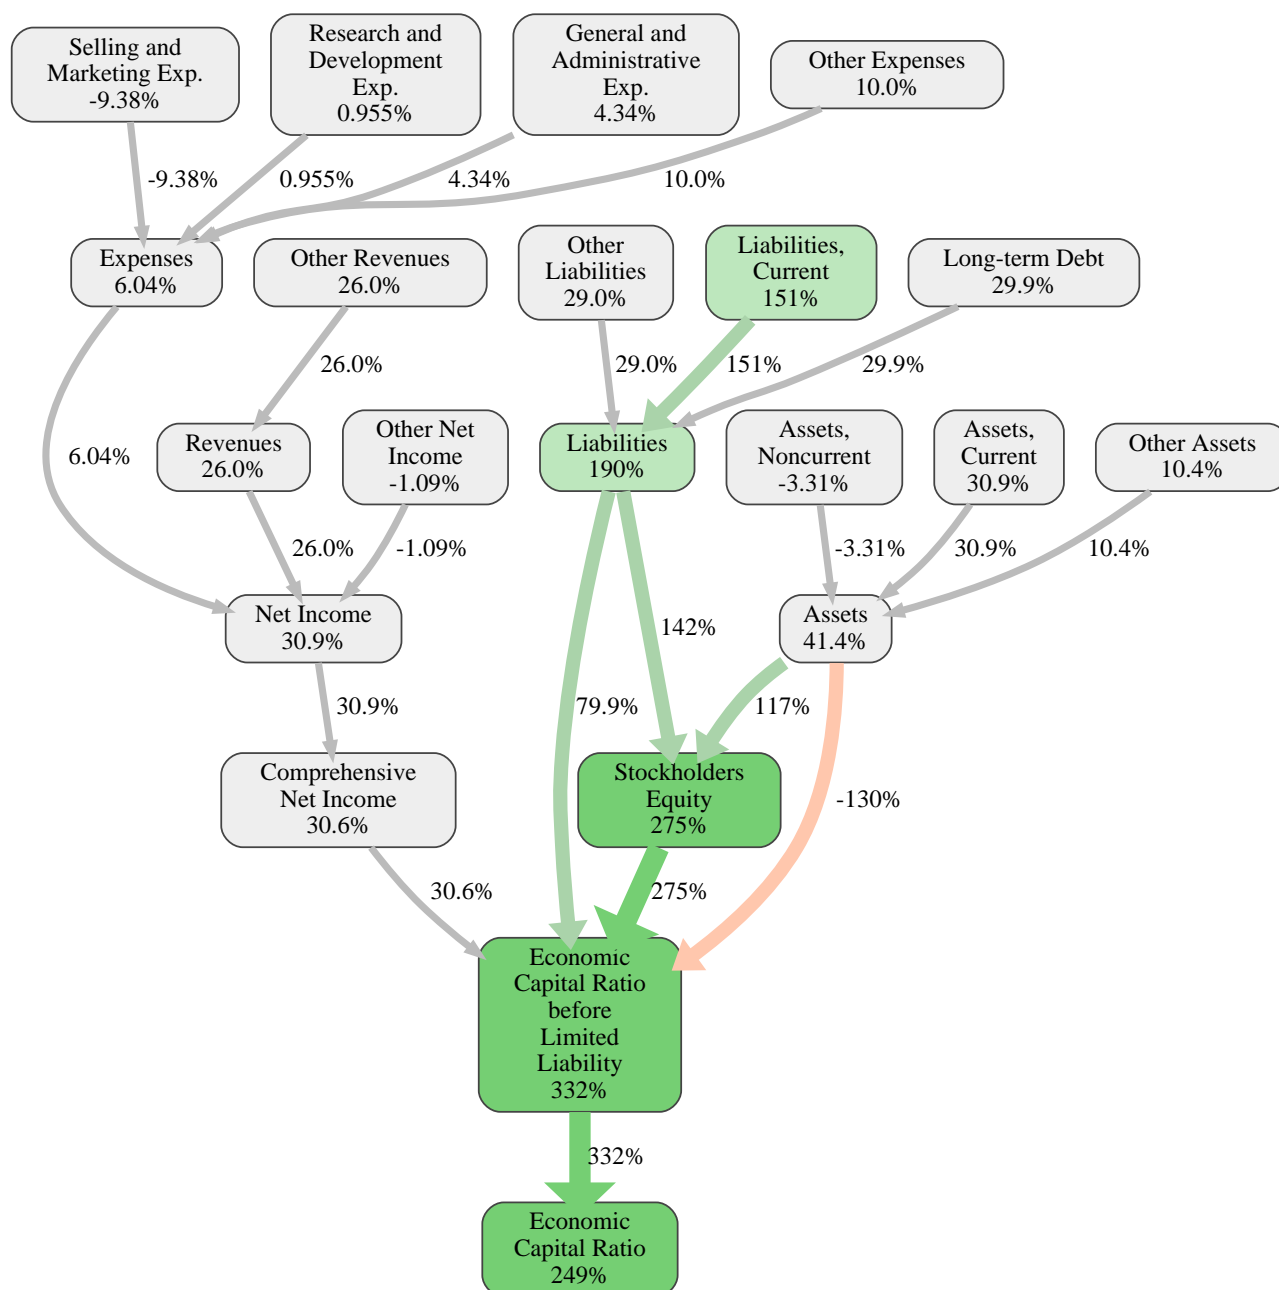 Selling and
Marketing Exp.
-9.38%
Research and
Development
Exp.
0.955%
General and
Administrative
Exp.
4.34%
Other Expenses
10.0%
-9.38%
0.955%
4.34%
10.0%
Expenses
6.04%
Other Revenues
26.0%
Other
Liabilities
29.0%
Liabilities,
Current
151%
Long-term Debt
29.9%
26.0%
29.0%
151%
29.9%
6.04%
Revenues
26.0%
Other Net
Income
-1.09%
Liabilities
190%
Assets,
Noncurrent
-3.31%
Assets,
Current
30.9%
Other Assets
10.4%
26.0%
-1.09%
-3.31%
30.9%
10.4%
Net Income
30.9%
142%
Assets
41.4%
30.9%
79.9%
117%
Comprehensive
Net Income
30.6%
Stockholders
Equity
275%
-130%
30.6%
275%
Economic
Capital Ratio
before
Limited
Liability
332%
332%
Economic
Capital Ratio
249%